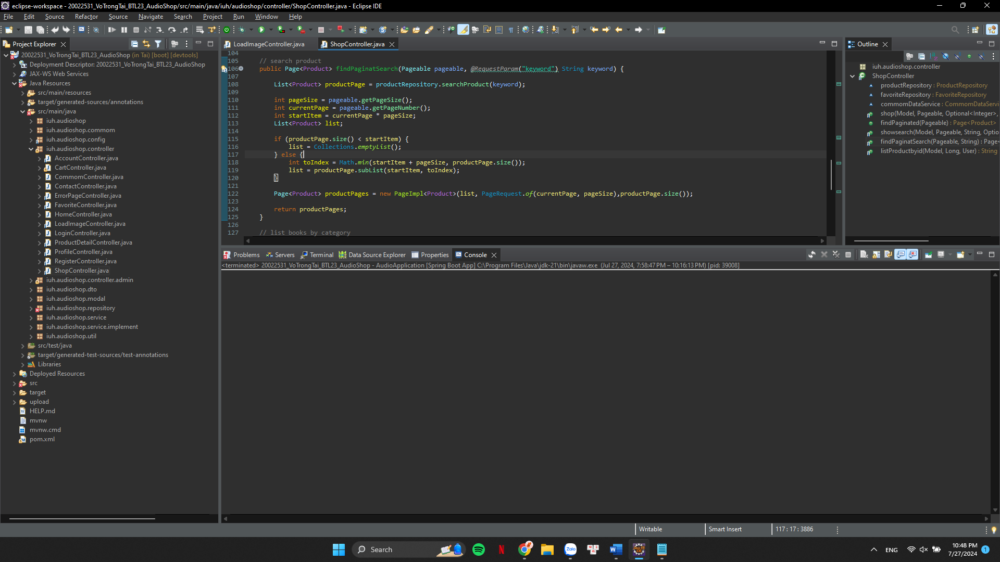 eclipse-workspace - 20022531_VoTrongTai_BTL23_AudioShop/src/main/java/iuh/audioshop/controller/ShopController.java - Eclipse IDE
File Edit Source Refactor Source Navigate Search Project Run Window Help
Project Explorer
20022531_VoTrongTai_BTL23_AudioShop (in Tai) [boot] [devtools]
Deployment Descriptor: 20022531_VoTrongTai_BTL23_AudioShop
JAX-WS Web Services
Java Resources
src/main/resources
target/generated-sources/annotations
src/main/java
iuh.audioshop
iuh.audioshop.commom
iuh.audioshop.config
iuh.audioshop.controller
AccountController.java
CartController.java
CommomController.java
ContactController.java
ErrorPageController.java
FavoriteController.java
HomeController.java
LoadImageController.java
LoginController.java
ProductDetailController.java
ProfileController.java
RegisterController.java
ShopController.java
iuh.audioshop.controller.admin
iuh.audioshop.dto
iuh.audioshop.modal
iuh.audioshop.repository
iuh.audioshop.service
iuh.audioshop.service.implement
iuh.audioshop.util
src/test/java
target/generated-test-sources/test-annotations
Libraries
Deployed Resources
src
target
upload
HELP.md
mvnw
mvnw.cmd
pom.xml
LoadImageController.java ShopController.java
104
105 // search product
106 public Page<Product> findPaginatSearch(Pageable pageable, @RequestParam("keyword") String keyword) {
107
108 List<Product> productPage = productRepository.searchProduct(keyword);
109
110 int pageSize = pageable.getPageSize();
111 int currentPage = pageable.getPageNumber();
112 int startItem = currentPage * pageSize;
113 List<Product> list;
114
115 if (productPage.size() < startItem) {
116 list = Collections.emptyList();
117 } else {
118 int toIndex = Math.min(startItem + pageSize, productPage.size());
119 list = productPage.subList(startItem, toIndex);
120 }
121
122 Page<Product> productPages = new PageImpl<Product>(list, PageRequest.of(currentPage, pageSize),productPage.size());
123
124 return productPages;
125 }
126
127 // list books by category
Outline
iuh.audioshop.controller
ShopController
productRepository : ProductRepository
favoriteRepository : FavoriteRepository
commomDataService : CommomDataServi
shop(Model, Pageable, Optional<Integer>,
findPaginated(Pageable) : Page<Product>
showsearch(Model, Pageable, String, Optio
findPaginatSearch(Pageable, String) : Page<
listProductbyid(Model, Long, User) : String
Problems Servers Terminal Data Source Explorer Properties Console
<terminated> 20022531_VoTrongTai_BTL23_AudioShop - AudioApplication [Spring Boot App] C:\Program Files\Java\jdk-21\bin\javaw.exe (Jul 27, 2024, 7:58:47 PM – 10:16:13 PM) [pid: 39008]
Writable Smart Insert 117 : 17 : 3886
Search
Zalo
ENG
10:48 PM
7/27/2024
1